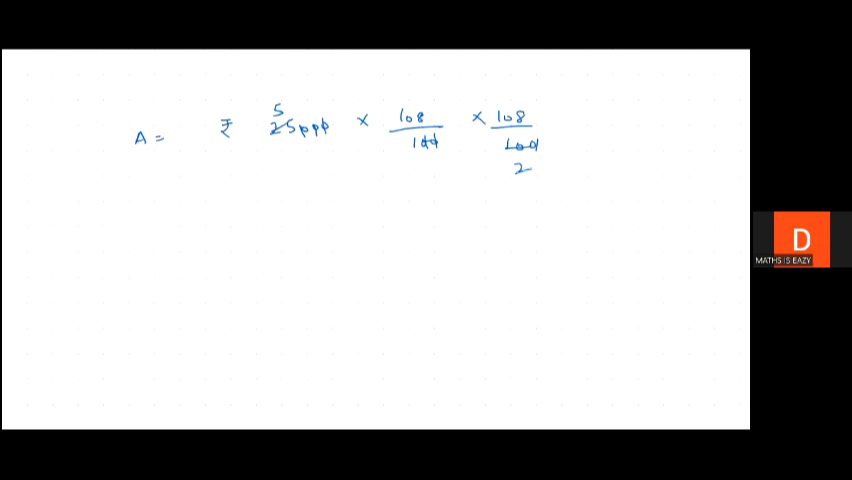 5
A = ₹ 25000 × 108/100 × 108/100
2
D
MATHS IS EAZY